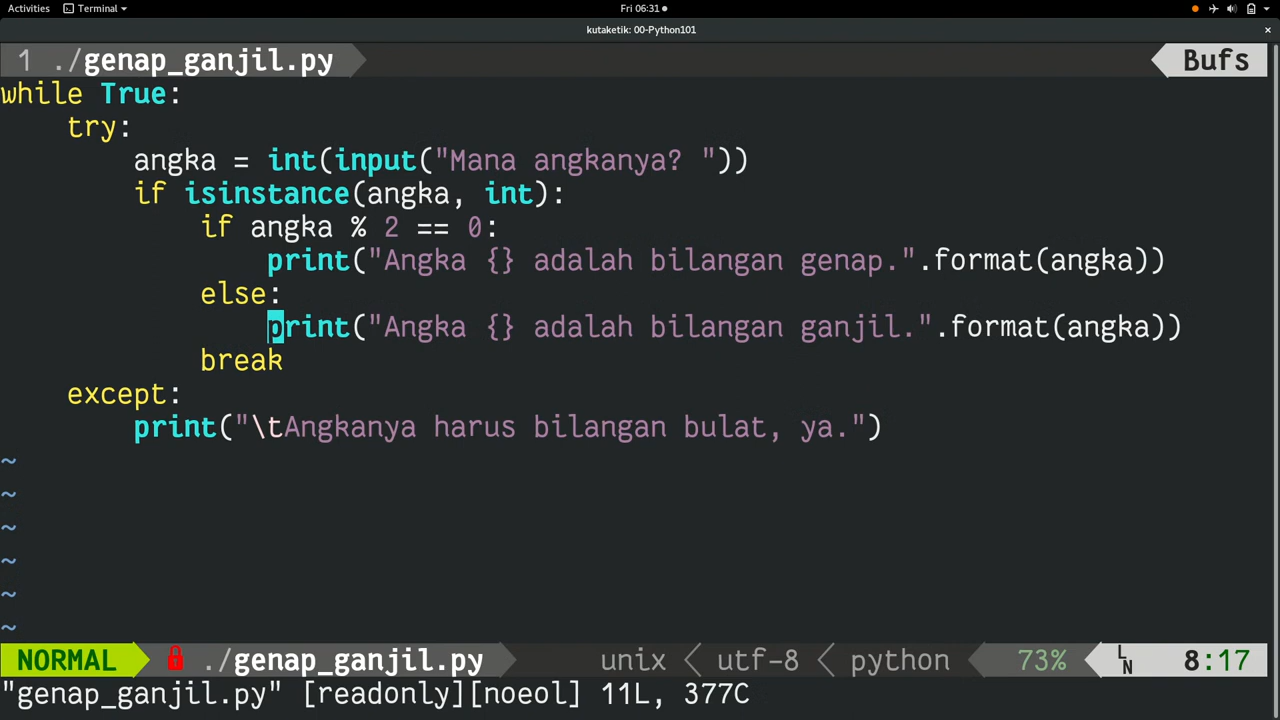 Activities Terminal Fri 06:31
kutaketik: 00-Python101 ×
1 ./genap_ganjil.py Bufs
while True:
    try:
        angka = int(input("Mana angkanya? "))
        if isinstance(angka, int):
            if angka % 2 == 0:
                print("Angka {} adalah bilangan genap.".format(angka))
            else:
                print("Angka {} adalah bilangan ganjil.".format(angka))
            break
    except:
        print("\tAngkanya harus bilangan bulat, ya.")
~
~
~
~
~
~
NORMAL ./genap_ganjil.py unix utf-8 python 73% LN 8:17
"genap_ganjil.py" [readonly][noeol] 11L, 377C